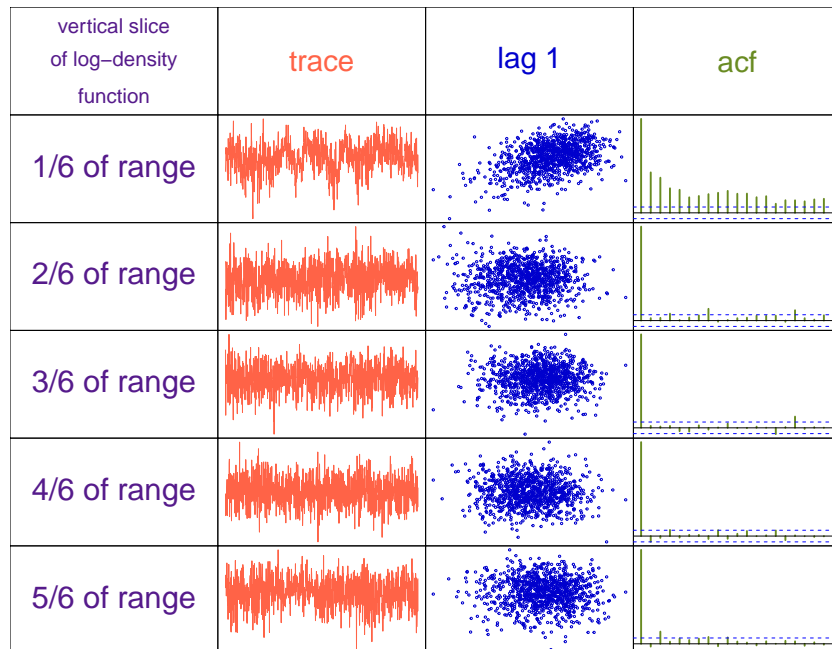 vertical slice
of log−density
function
trace
lag 1
acf
1/6 of range
2/6 of range
3/6 of range
4/6 of range
5/6 of range